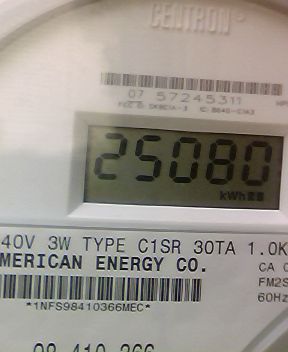 CENTRON
07 57245311
25080
kWh
40V 3W TYPE C1SR 30TA 1.0K
MERICAN ENERGY CO.
CA
FM2S
60Hz
*1NFS98410366MEC*